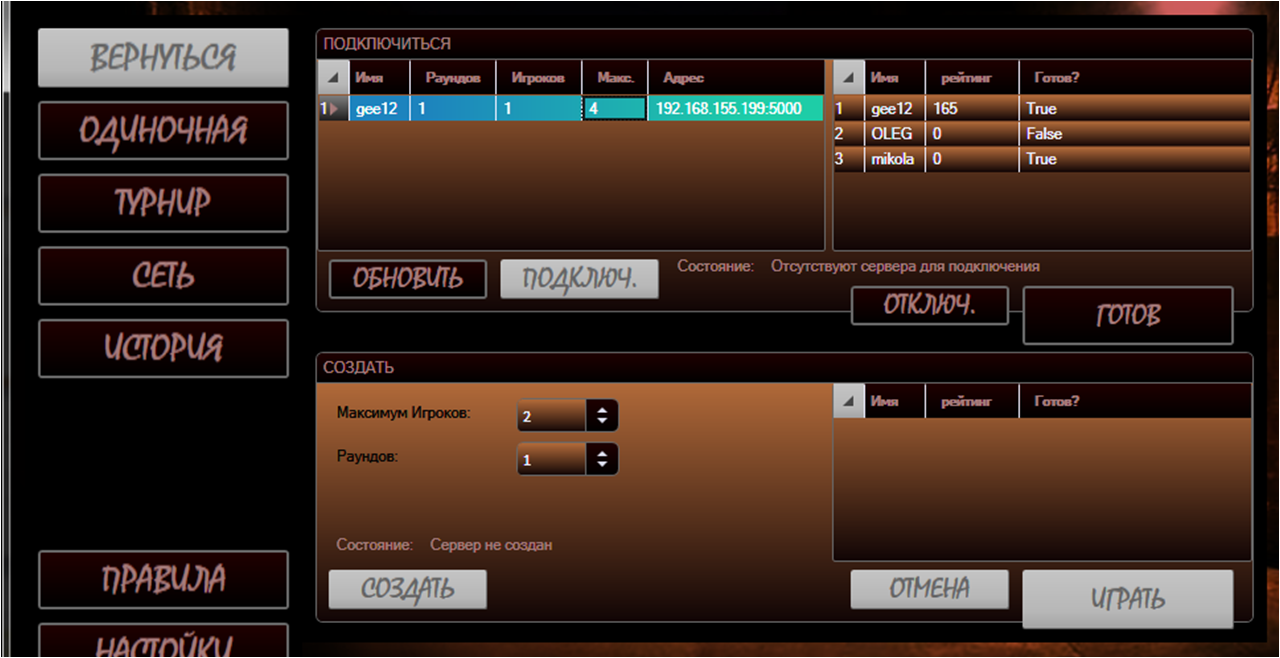 ВЕРНУТЬСЯ
ОДИНОЧНАЯ
ТУРНИР
СЕТЬ
ИСТОРИЯ
ПРАВИЛА
НАСТОЙКИ
ПОДКЛЮЧИТЬСЯ
Имя Раундов Игроков Макс. Адрес
1 gee12 1 1 4 192.168.155.199:5000
Имя рейтинг Готов?
1 gee12 165 True
2 OLEG 0 False
3 mikola 0 True
ОБНОВИТЬ ПОДКЛЮЧ. Состояние: Отсутствуют сервера для подключения
ОТКЛЮЧ. ГОТОВ
СОЗДАТЬ
Максимум Игроков: 2
Раундов: 1
Имя рейтинг Готов?
Состояние: Сервер не создан
СОЗДАТЬ ОТМЕНА ИГРАТЬ